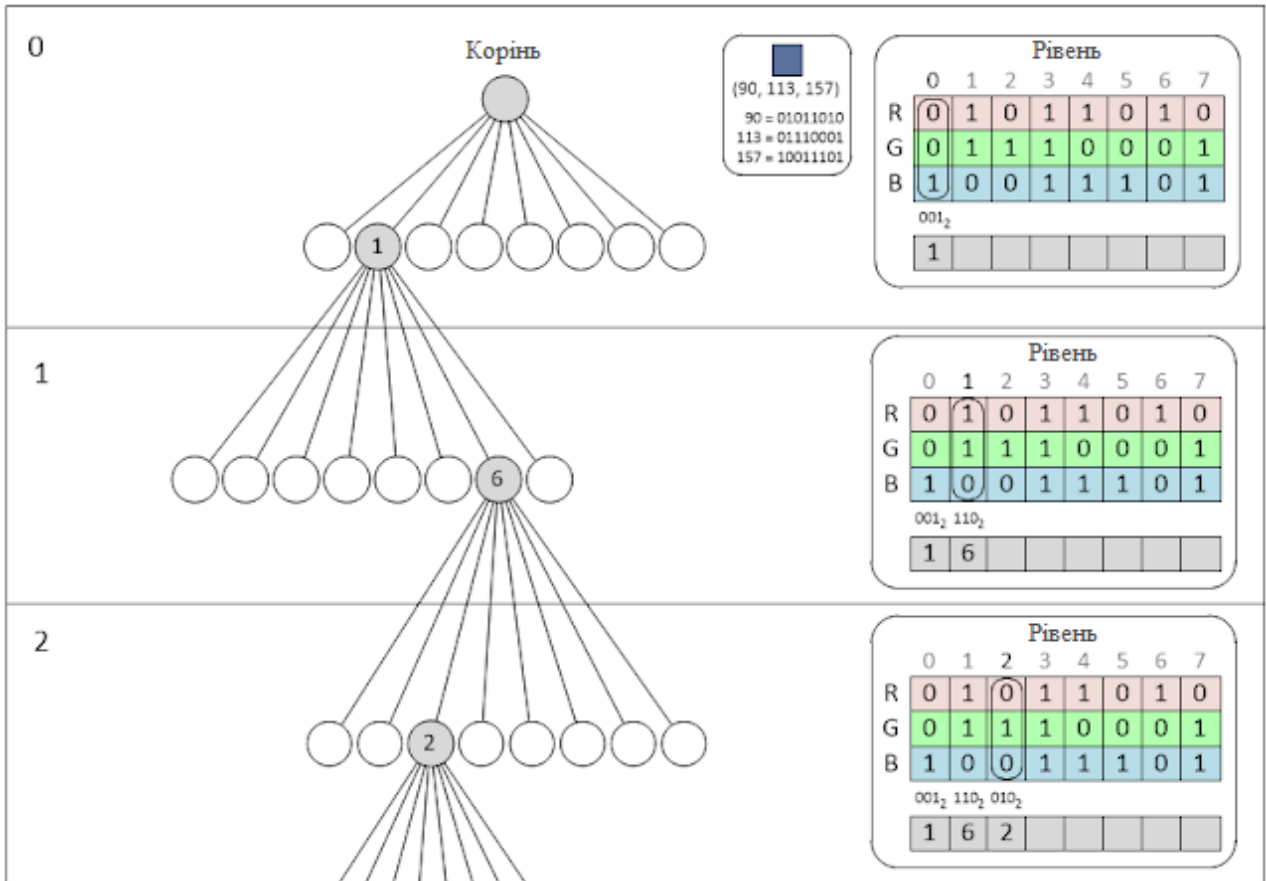 0
Корінь
1
(90, 113, 157)
90 = 01011010
113 = 01110001
157 = 10011101
Рівень
0 1 2 3 4 5 6 7
R 0 1 0 1 1 0 1 0
G 0 1 1 1 0 0 0 1
B 1 0 0 1 1 1 0 1
001₂
1
1
6
Рівень
0 1 2 3 4 5 6 7
R 0 1 0 1 1 0 1 0
G 0 1 1 1 0 0 0 1
B 1 0 0 1 1 1 0 1
001₂ 110₂
1 6
2
2
Рівень
0 1 2 3 4 5 6 7
R 0 1 0 1 1 0 1 0
G 0 1 1 1 0 0 0 1
B 1 0 0 1 1 1 0 1
001₂ 110₂ 010₂
1 6 2